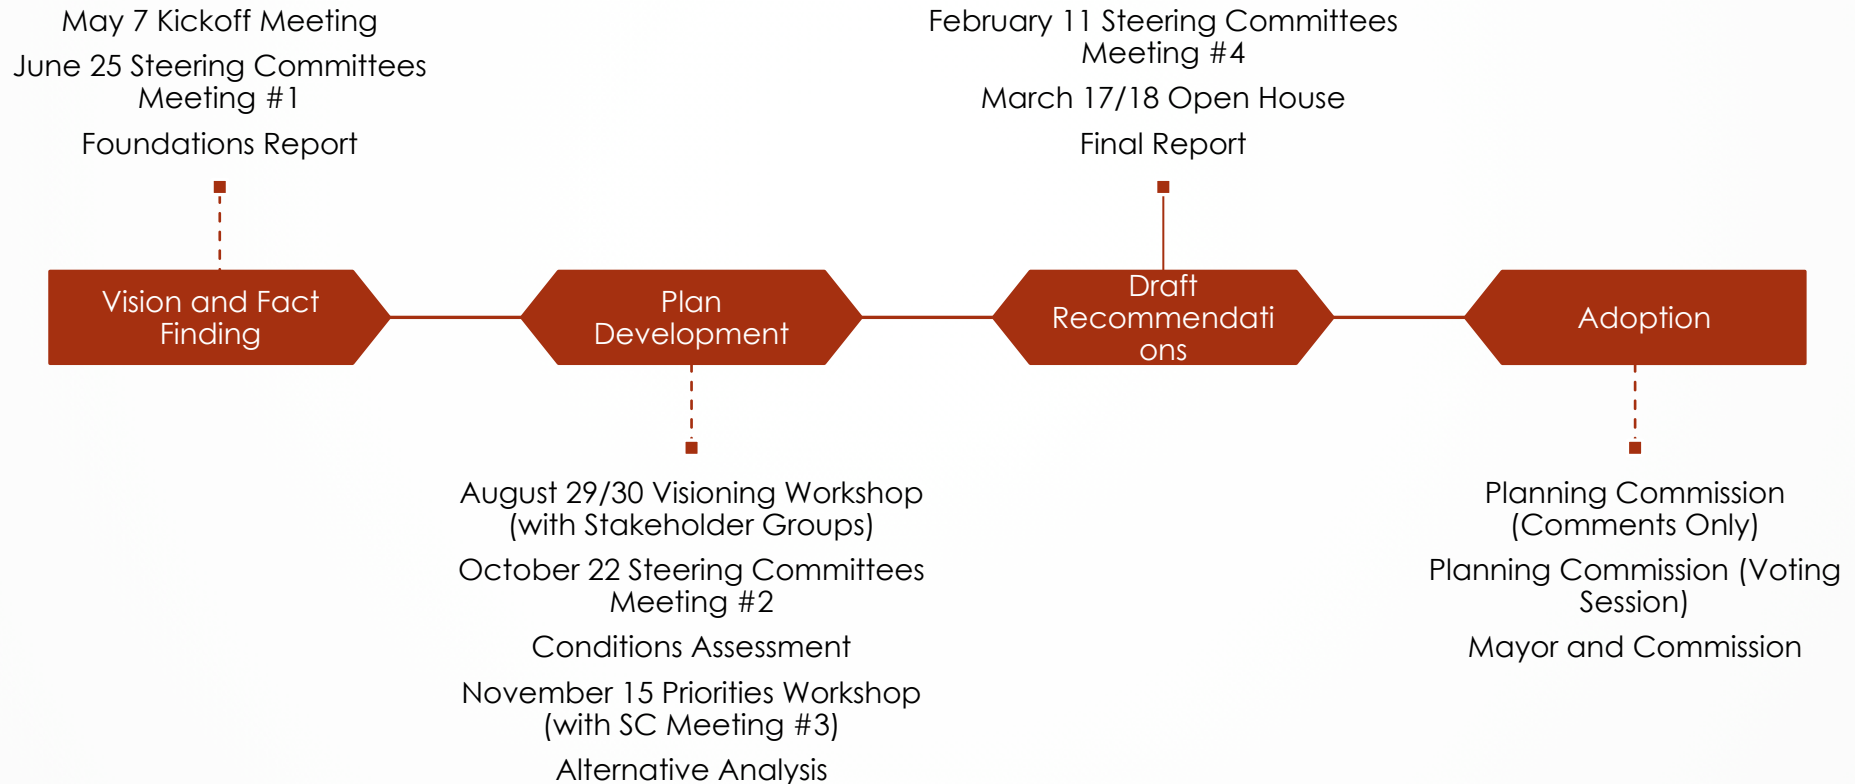 May 7 Kickoff Meeting
June 25 Steering Committees
Meeting #1
Foundations Report
February 11 Steering Committees
Meeting #4
March 17/18 Open House
Final Report
Vision and Fact
Finding
Plan
Development
Draft
Recommendati
ons
Adoption
August 29/30 Visioning Workshop
(with Stakeholder Groups)
October 22 Steering Committees
Meeting #2
Conditions Assessment
November 15 Priorities Workshop
(with SC Meeting #3)
Alternative Analysis
Planning Commission
(Comments Only)
Planning Commission (Voting
Session)
Mayor and Commission